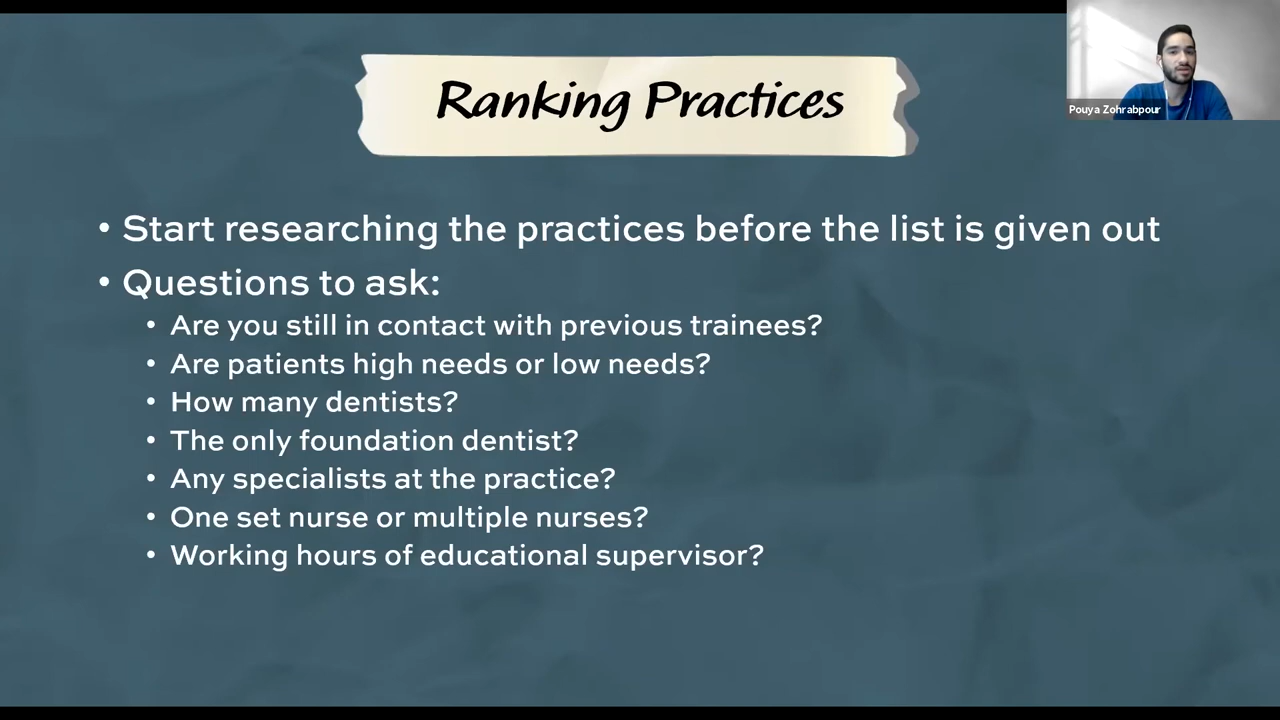 Ranking Practices
Pouya Zohrabpour
• Start researching the practices before the list is given out
• Questions to ask:
• Are you still in contact with previous trainees?
• Are patients high needs or low needs?
• How many dentists?
• The only foundation dentist?
• Any specialists at the practice?
• One set nurse or multiple nurses?
• Working hours of educational supervisor?